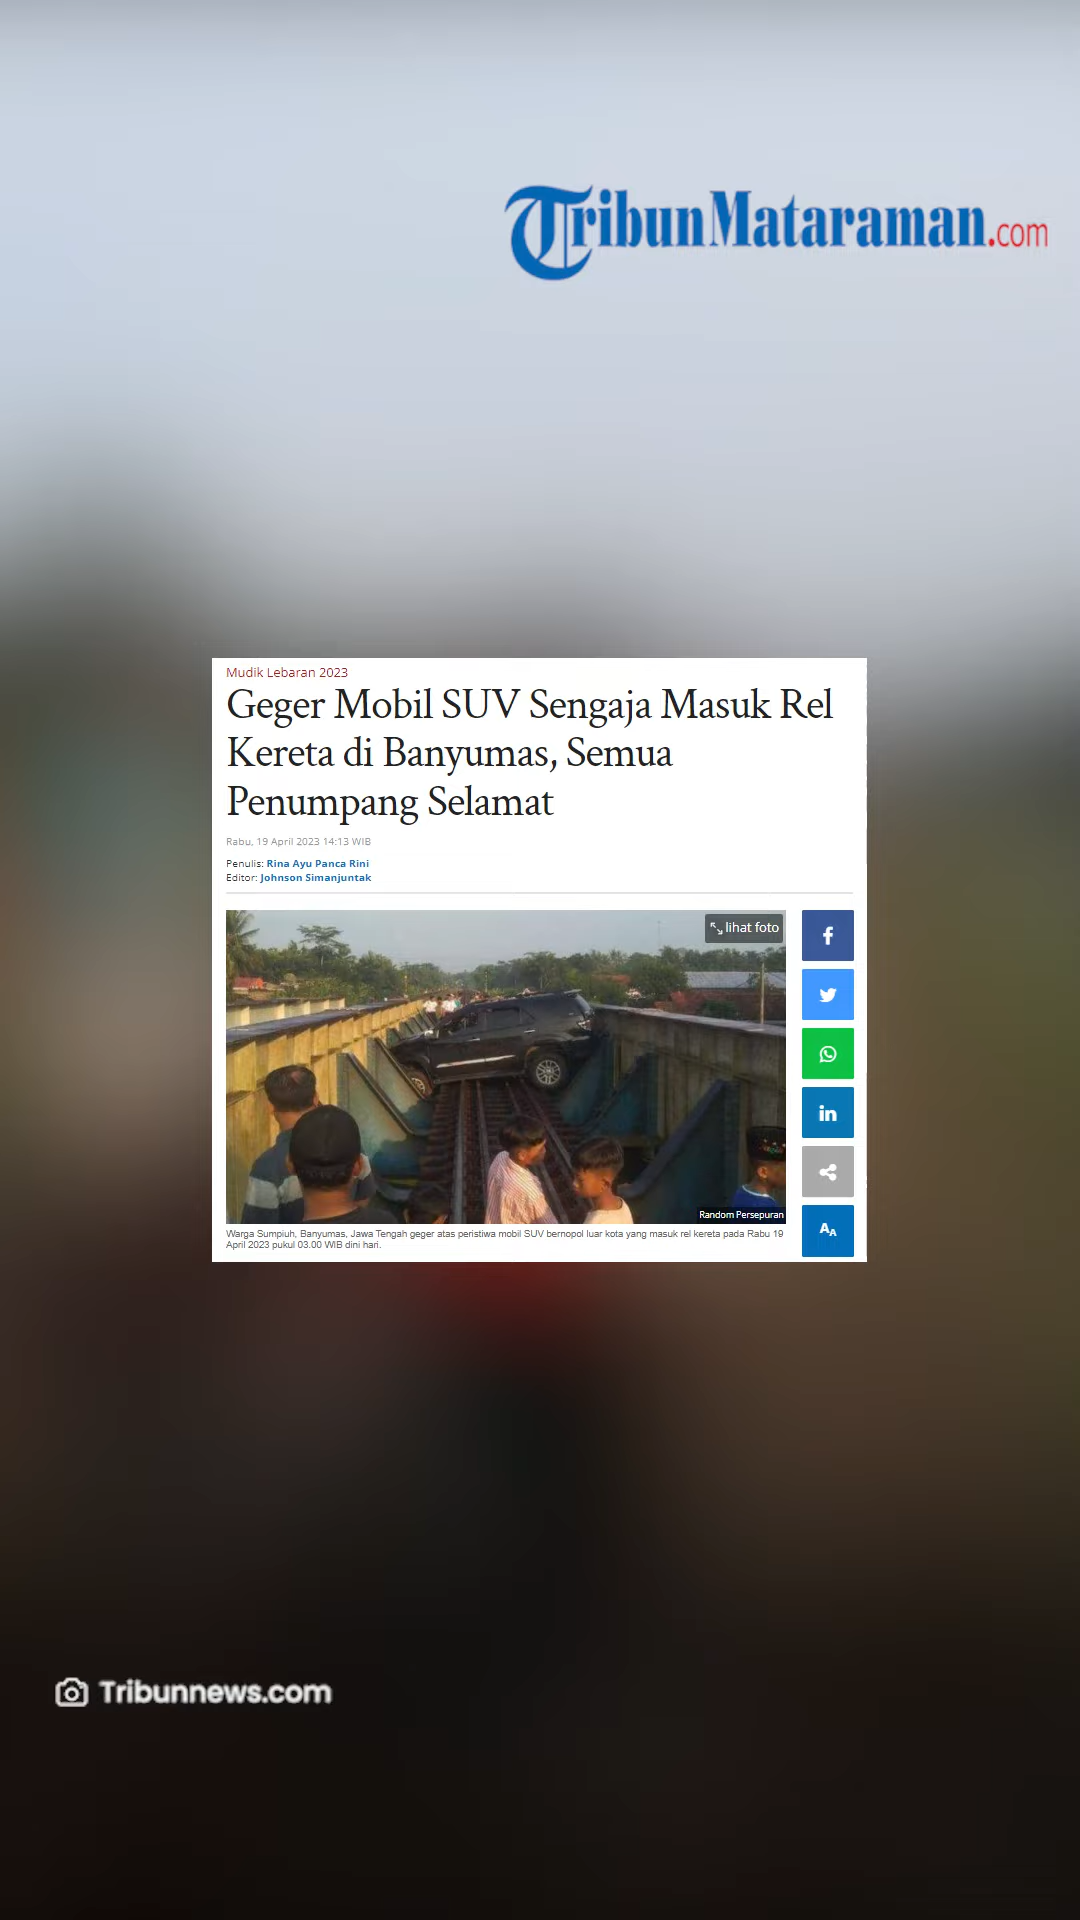 TribunMataraman.com
Mudik Lebaran 2023
Geger Mobil SUV Sengaja Masuk Rel
Kereta di Banyumas, Semua
Penumpang Selamat
Rabu, 19 April 2023 14:13 WIB
Penulis: Rina Ayu Panca Rini
Editor: Johnson Simanjuntak
lihat foto
Random Persepuran
Warga Sumpiuh, Banyumas, Jawa Tengah geger atas peristiwa mobil SUV bernopol luar kota yang masuk rel kereta pada Rabu 19
April 2023 pukul 03.00 WIB dini hari.
AA
Tribunnews.com